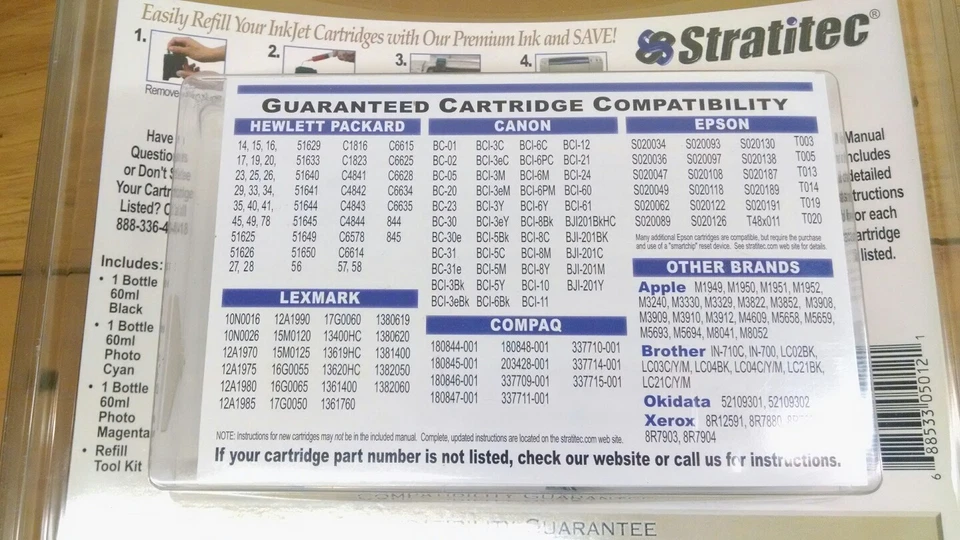 Easily Refill Your InkJet Cartridges with Our Premium Ink and SAVE!
Stratitec®
1.
2.
3.
4.
Remove
GUARANTEED CARTRIDGE COMPATIBILITY
HEWLETT PACKARD
14, 15, 16, 51629 C1816 C6615
17, 19, 20, 51633 C1823 C6625
23, 25, 26, 51640 C4841 C6628
29, 33, 34, 51641 C4842 C6634
35, 40, 41, 51644 C4843 C6635
45, 49, 78 51645 C4844 844
51625 51649 C6578 845
51626 51650 C6614
27, 28 56 57, 58
LEXMARK
10N0016 12A1990 17G0060 1380619
10N0026 15M0120 13400HC 1380620
12A1970 15M0125 13619HC 1381400
12A1975 16G0055 13620HC 1382050
12A1980 16G0065 1361400 1382060
12A1985 17G0050 1361760
CANON
BC-01 BCI-3C BCI-6C BCI-12
BC-02 BCI-3eC BCI-6PC BCI-21
BC-05 BCI-3M BCI-6M BCI-24
BC-20 BCI-3eM BCI-6PM BCI-60
BC-23 BCI-3Y BCI-6Y BCI-61
BC-30 BCI-3eY BCI-8Bk BJI201BkHC
BC-30e BCI-5Bk BCI-8C BJI-201BK
BC-31 BCI-5C BCI-8M BJI-201C
BC-31e BCI-5M BCI-8Y BJI-201M
BCI-3Bk BCI-5Y BCI-10 BJI-201Y
BCI-3eBk BCI-6Bk BCI-11
COMPAQ
180844-001 180848-001 337710-001
180845-001 203428-001 337714-001
180846-001 337709-001 337715-001
180847-001 337711-001
EPSON
S020034 S020093 S020130 T003
S020036 S020097 S020138 T005
S020047 S020108 S020187 T013
S020049 S020118 S020189 T014
S020062 S020122 S020191 T019
S020089 S020126 T48x011 T020
Many additional Epson cartridges are compatible, but require the purchase
and use of a "smartchip" reset device. See stratitec.com web site for details.
OTHER BRANDS
Apple M1949, M1950, M1951, M1952,
M3240, M3330, M3329, M3822, M3852, M3908,
M3909, M3910, M3912, M4609, M5658, M5659,
M5693, M5694, M8041, M8052
Brother IN-710C, IN-700, LC02BK,
LC03C/Y/M, LC04BK, LC04C/Y/M, LC21BK,
LC21C/Y/M
Okidata 52109301, 52109302
Xerox 8R12591, 8R7880,
8R7903, 8R7904
NOTE: Instructions for new cartridges may not be in the included manual. Complete, updated instructions are located on the stratitec.com web site.
If your cartridge part number is not listed, check our website or call us for instructions.
Have
Questio
or Don't
Your Cartr
Listed?
888-336-4
Includes:
• 1 Bottle
60ml
Black
• 1 Bottle
60ml
Photo
Cyan
• 1 Bottle
60ml
Photo
Magenta
• Refill
Tool Kit
Manual
ncludes
detailed
tructions
or each
artridge
listed.
6 88533 05012 1
GUARANTEE